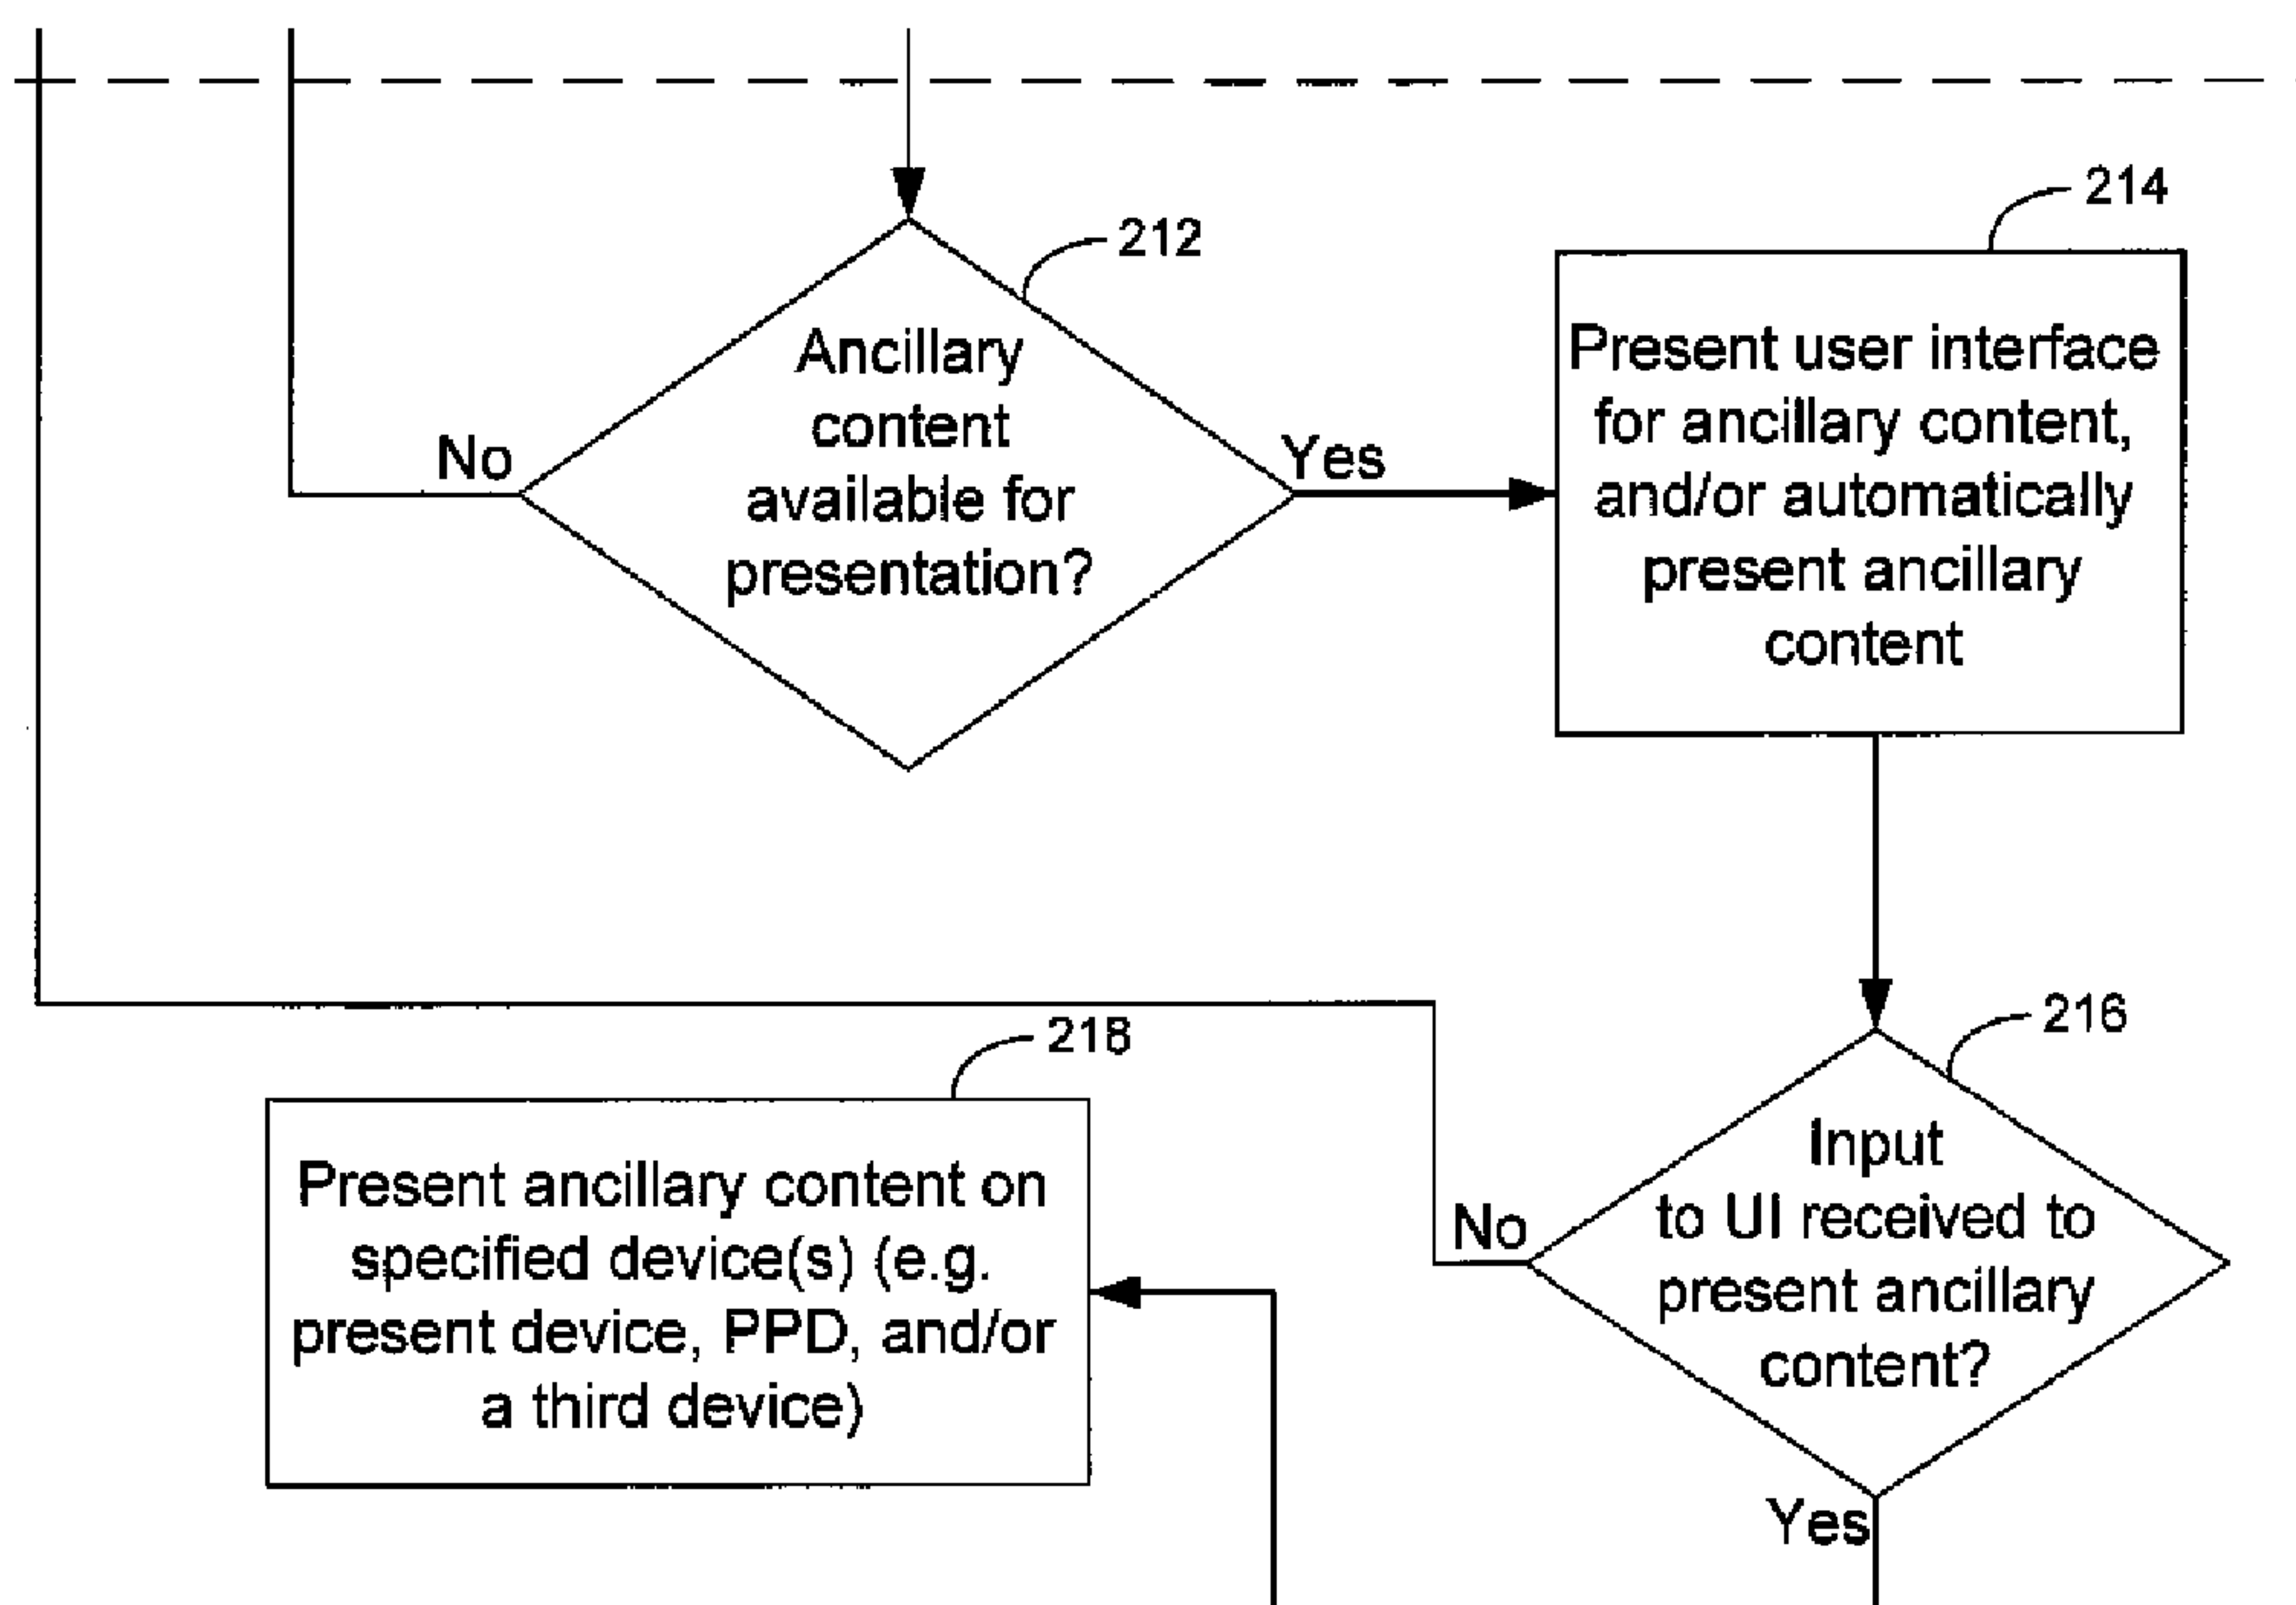 212
Ancillary
content
available for
presentation?
No
Yes
214
Present user interface
for ancillary content,
and/or automatically
present ancillary
content
216
Input
to UI received to
present ancillary
content?
No
Yes
218
Present ancillary content on
specified device(s) (e.g.
present device, PPD, and/or
a third device)